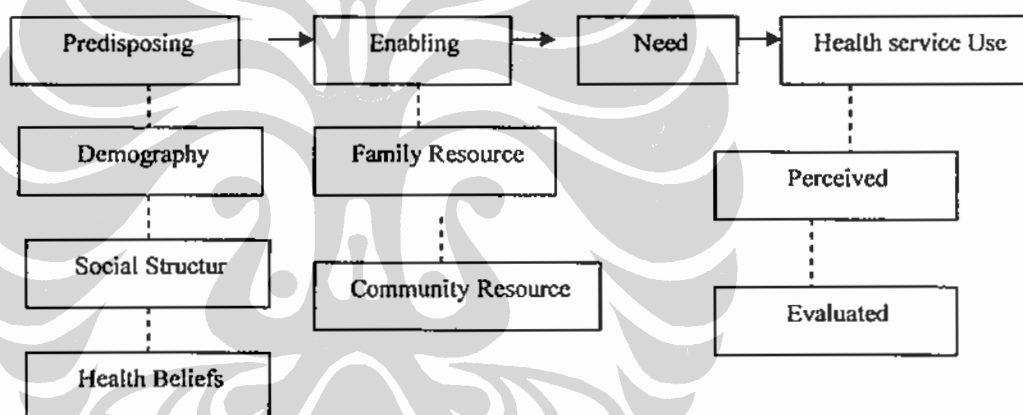 Predisposing
Enabling
Need
Health service Use
Demography
Family Resource
Perceived
Social Structur
Community Resource
Evaluated
Health Beliefs